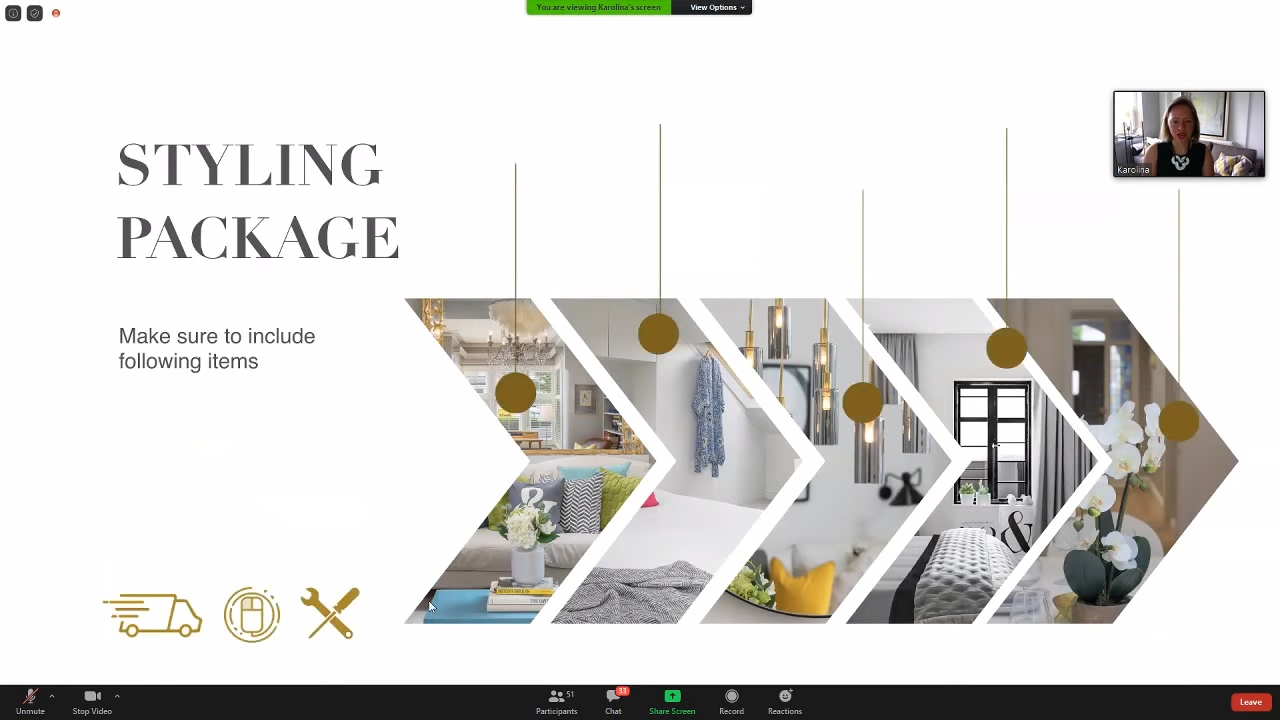 You are viewing Karolina's screen
View Options
STYLING
PACKAGE
Make sure to include
following items
Karolina
&
&
Unmute
Stop Video
51
Participants
33
Chat
Share Screen
Record
Reactions
Leave